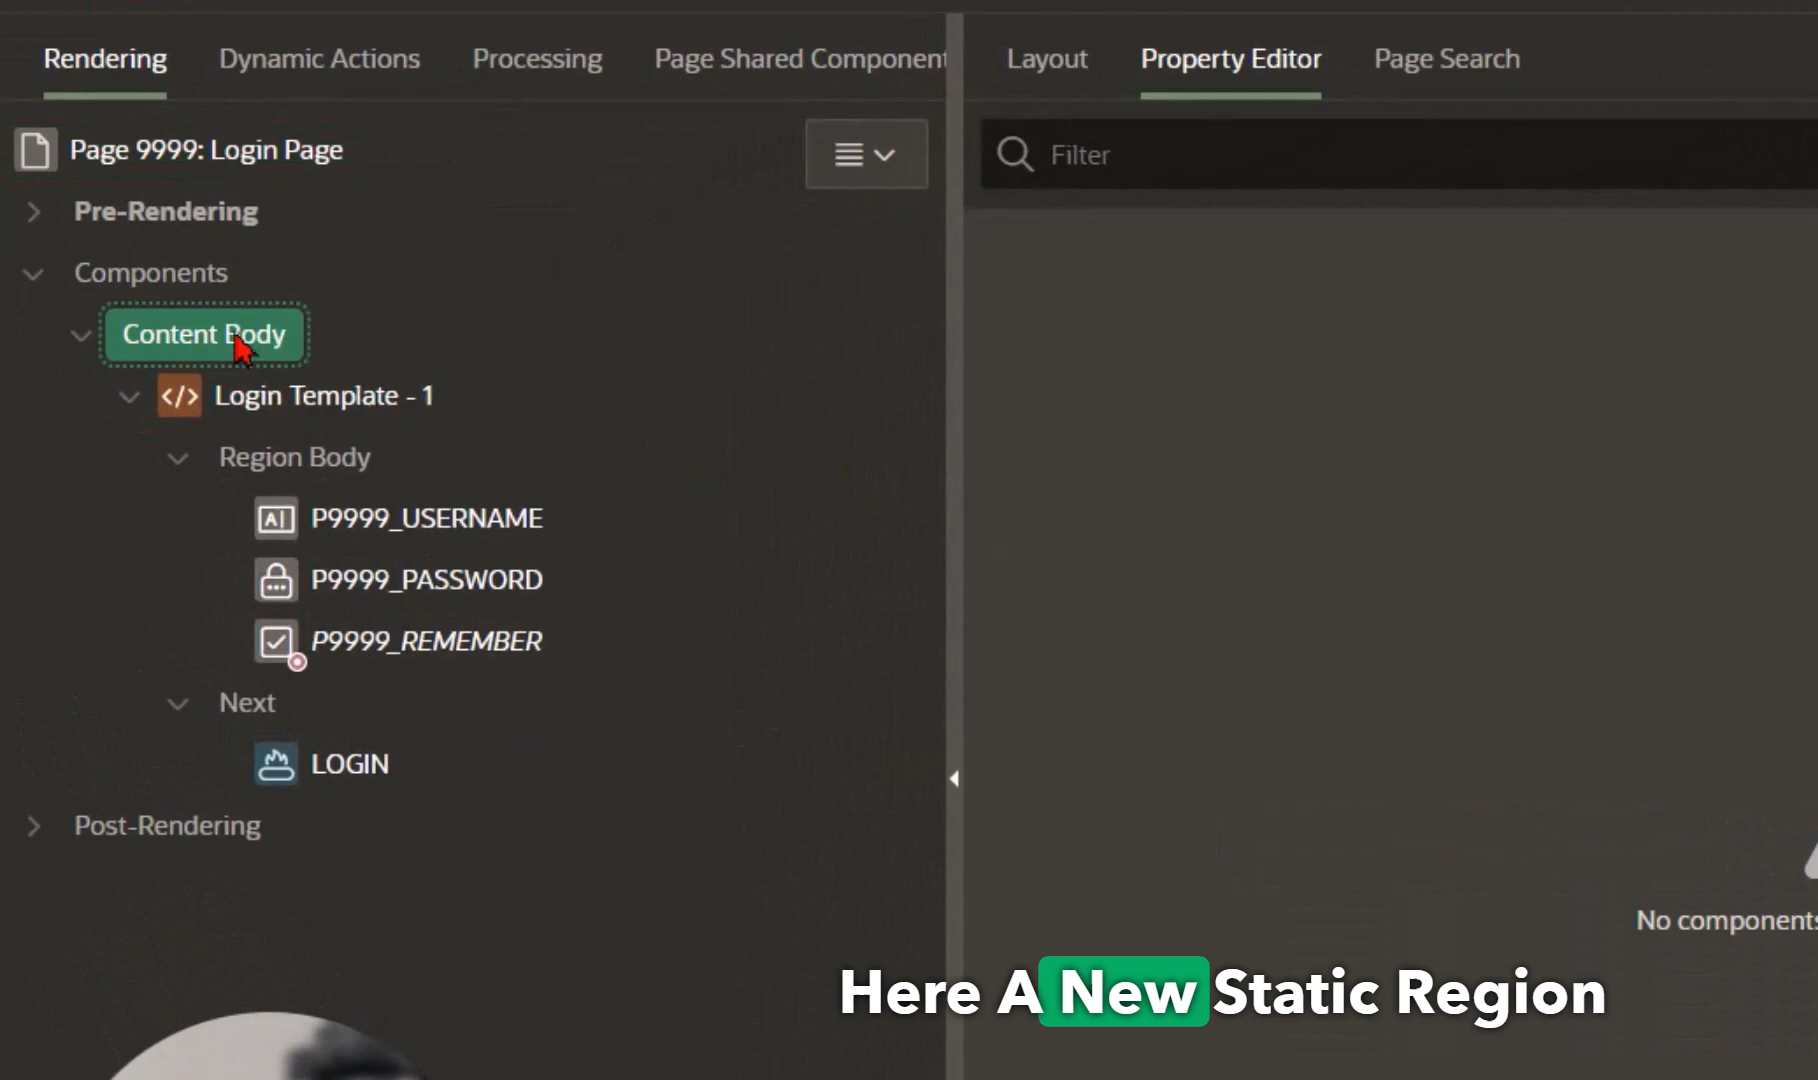 Rendering Dynamic Actions Processing Page Shared Component
Layout Property Editor Page Search
Page 9999: Login Page
Filter
Pre-Rendering
Components
Content Body
</> Login Template - 1
Region Body
A| P9999_USERNAME
P9999_PASSWORD
P9999_REMEMBER
Next
LOGIN
Post-Rendering
No components
Here A New Static Region